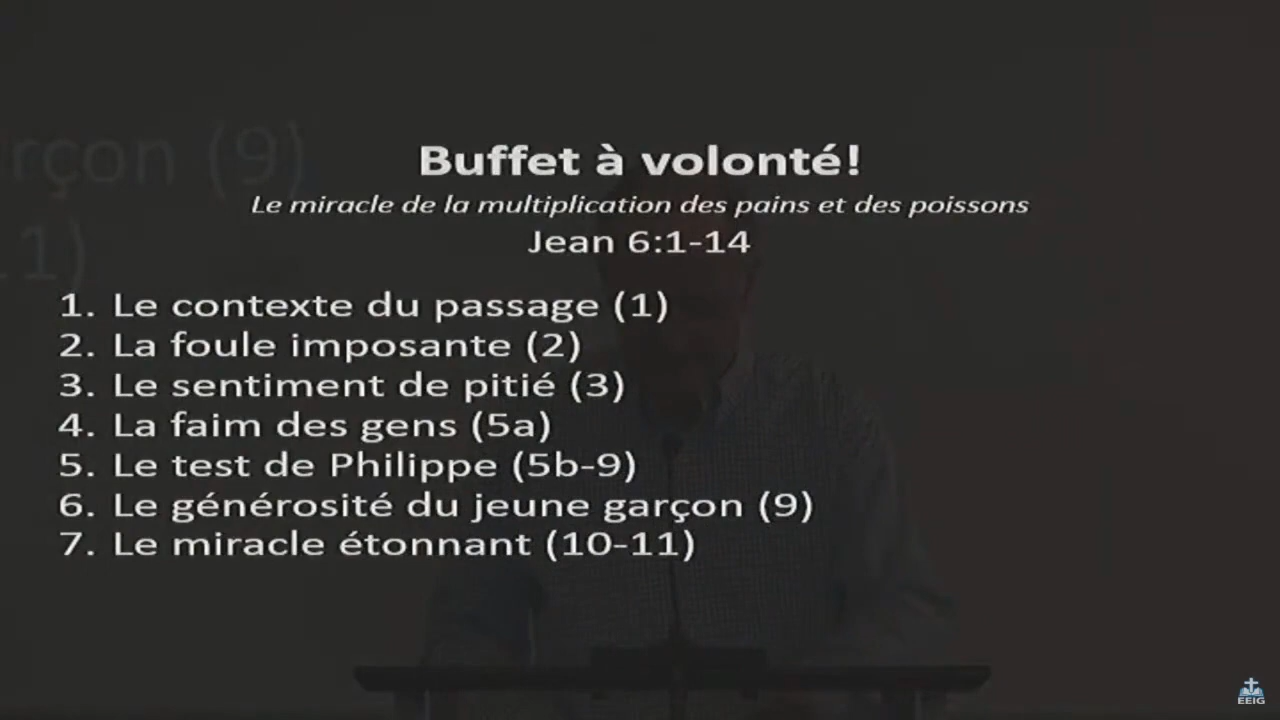 Buffet à volonté!
Le miracle de la multiplication des pains et des poissons
Jean 6:1-14
1. Le contexte du passage (1)
2. La foule imposante (2)
3. Le sentiment de pitié (3)
4. La faim des gens (5a)
5. Le test de Philippe (5b-9)
6. Le générosité du jeune garçon (9)
7. Le miracle étonnant (10-11)
EEIG